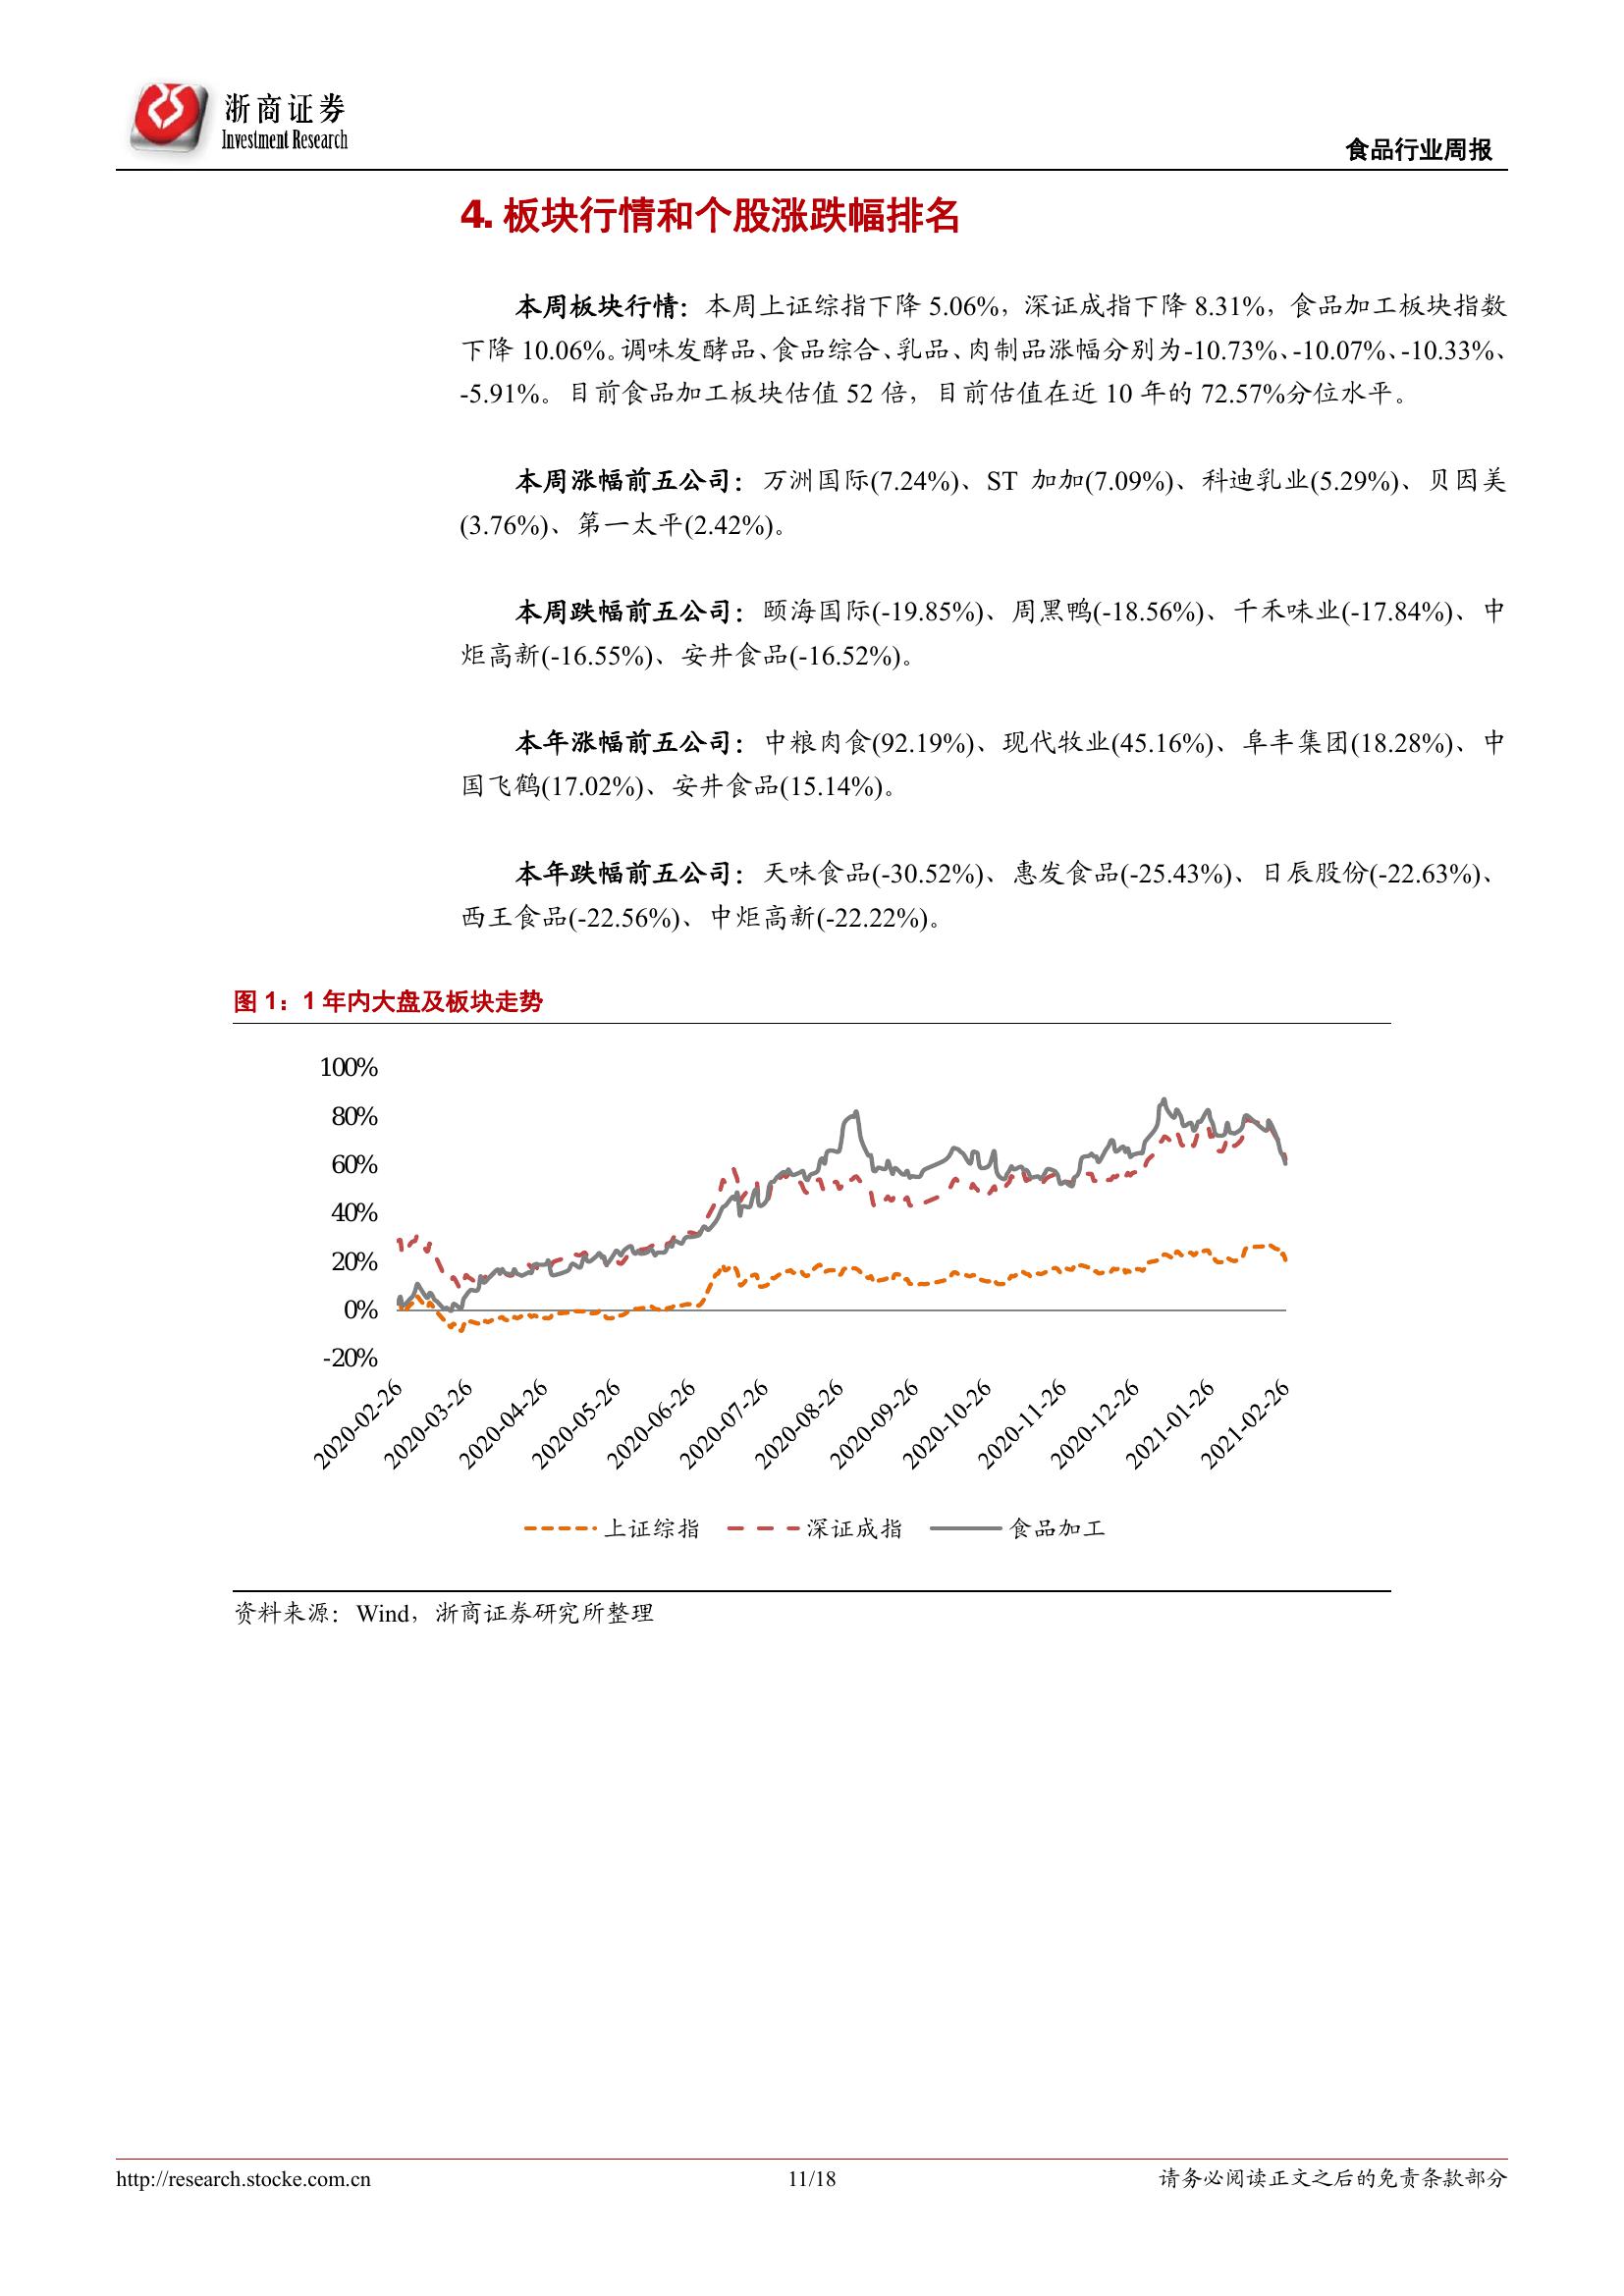 浙商证券
Investment Research
食品行业周报
4. 板块行情和个股涨跌幅排名
本周板块行情：本周上证综指下降 5.06%，深证成指下降 8.31%，食品加工板块指数
下降 10.06%。调味发酵品、食品综合、乳品、肉制品涨幅分别为-10.73%、-10.07%、-10.33%、
-5.91%。目前食品加工板块估值 52 倍，目前估值在近 10 年的 72.57%分位水平。
本周涨幅前五公司：万洲国际(7.24%)、ST 加加(7.09%)、科迪乳业(5.29%)、贝因美
(3.76%)、第一太平(2.42%)。
本周跌幅前五公司：颐海国际(-19.85%)、周黑鸭(-18.56%)、千禾味业(-17.84%)、中
炬高新(-16.55%)、安井食品(-16.52%)。
本年涨幅前五公司：中粮肉食(92.19%)、现代牧业(45.16%)、阜丰集团(18.28%)、中
国飞鹤(17.02%)、安井食品(15.14%)。
本年跌幅前五公司：天味食品(-30.52%)、惠发食品(-25.43%)、日辰股份(-22.63%)、
西王食品(-22.56%)、中炬高新(-22.22%)。
图 1：1 年内大盘及板块走势
100%
80%
60%
40%
20%
0%
-20%
2020-02-26
2020-03-26
2020-04-26
2020-05-26
2020-06-26
2020-07-26
2020-08-26
2020-09-26
2020-10-26
2020-11-26
2020-12-26
2021-01-26
2021-02-26
上证综指 深证成指 食品加工
资料来源：Wind，浙商证券研究所整理
http://research.stocke.com.cn 11/18 请务必阅读正文之后的免责条款部分